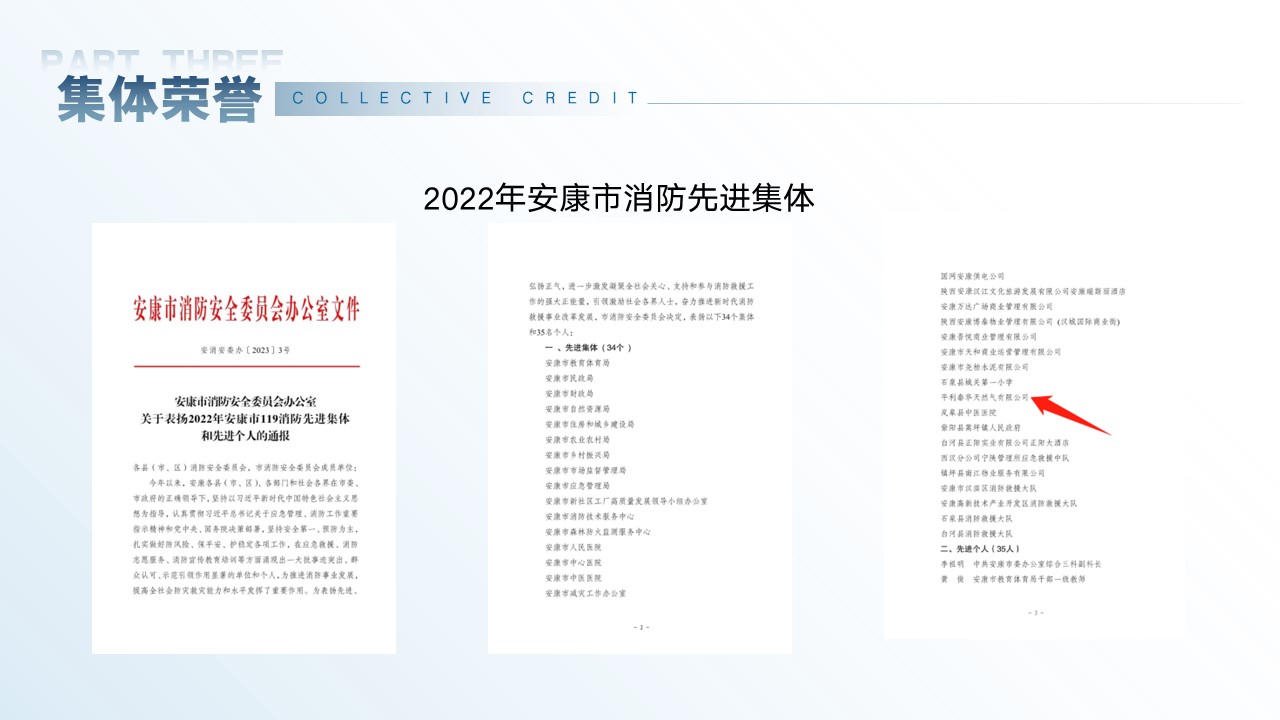 PART THREE
集体荣誉
COLLECTIVE CREDIT
2022年安康市消防先进集体
安康市消防安全委员会办公室文件
安消安委办〔2023〕3号
安康市消防安全委员会办公室
关于表扬2022年安康市119消防先进集体
和先进个人的通报
各县（市、区）消防安全委员会，市消防安全委员会成员单位：
今年以来，安康各县（市、区）、各部门和社会各界在市委、
市政府的正确领导下，坚持以习近平新时代中国特色社会主义思
想为指导，认真贯彻习近平总书记关于应急管理、消防工作重要
指示精神和党中央、国务院决策部署，坚持安全第一、预防为主，
扎实做好防风险、保平安、护稳定各项工作，在应急救援、消防
志愿服务、消防宣传教育培训等方面涌现出一大批事迹突出、群
众认可、示范引领作用显著的单位和个人，为推进消防事业发展，
提高全社会防灾救灾能力和水平发挥了重要作用。为表扬先进、
弘扬正气，进一步激发凝聚全社会关心、支持和参与消防救援工
作的强大正能量，引领激励社会各界人士，奋力推进新时代消防
救援事业改革发展，市消防安全委员会决定，表扬以下34个集体
和35名个人：
一 、先进集体（34个 ）
安康市教育体育局
安康市民政局
安康市财政局
安康市自然资源局
安康市住房和城乡建设局
安康市农业农村局
安康市乡村振兴局
安康市市场监督管理局
安康市应急管理局
安康市新社区工厂高质量发展领导小组办公室
安康市消防技术服务中心
安康市森林防火监测服务中心
安康市人民医院
安康市中心医院
安康市中医医院
安康市减灾工作办公室
- 2 -
国网安康供电公司
陕西安康汉江文化旅游发展有限公司安康瑞斯丽酒店
安康万达广场商业管理有限公司
陕西安康博泰物业管理有限公司 (汉城国际商业街)
安康吾悦商业管理有限公司
安康市天和商业运营管理有限公司
安康市尧柏水泥有限公司
石泉县城关第一小学
平利泰华天然气有限公司
岚皋县中医医院
紫阳县蒿坪镇人民政府
白河县正阳实业有限公司正阳大酒店
西汉分公司宁陕管理所应急救援中队
镇坪县南江物业服务有限公司
安康市汉滨区消防救援大队
安康高新技术产业开发区消防救援大队
石泉县消防救援大队
白河县消防救援大队
二、先进个人（35人）
李祖明 中共安康市委办公室综合三科副科长
黄 俊 安康市教育体育局干部一级教师
- 3 -